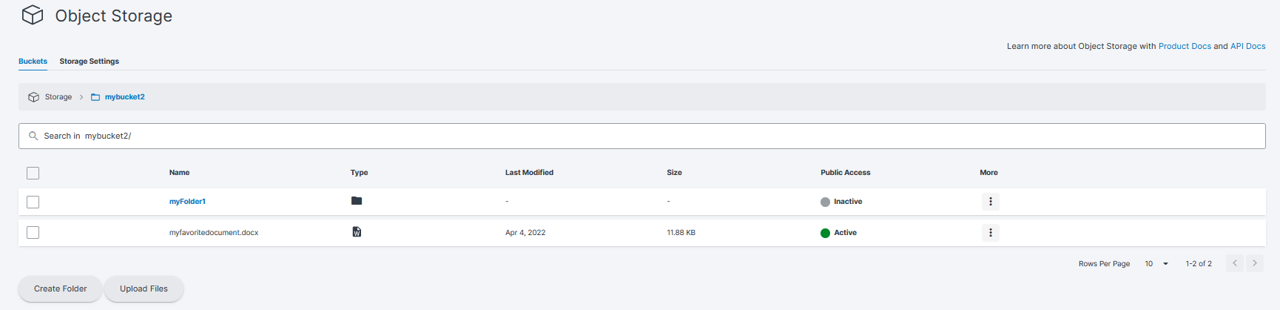 Object Storage
Learn more about Object Storage with Product Docs and API Docs
Buckets Storage Settings
Storage > mybucket2
Search in mybucket2/
Name Type Last Modified Size Public Access More
myFolder1 - - Inactive
myfavoritedocument.docx Apr 4, 2022 11.88 KB Active
Rows Per Page 10 1-2 of 2
Create Folder Upload Files